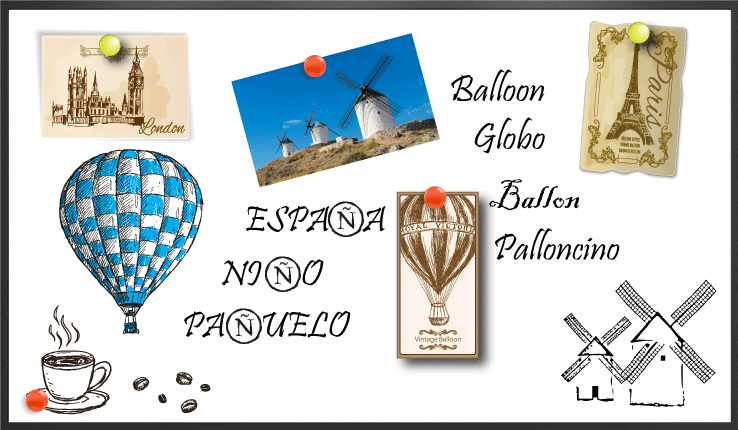 London
Balloon
Globo
Paris
ESPAÑA
NIÑO
PAÑUELO
Ballon
Palloncino
ROYAL VICTORIA
Vintage Balloon